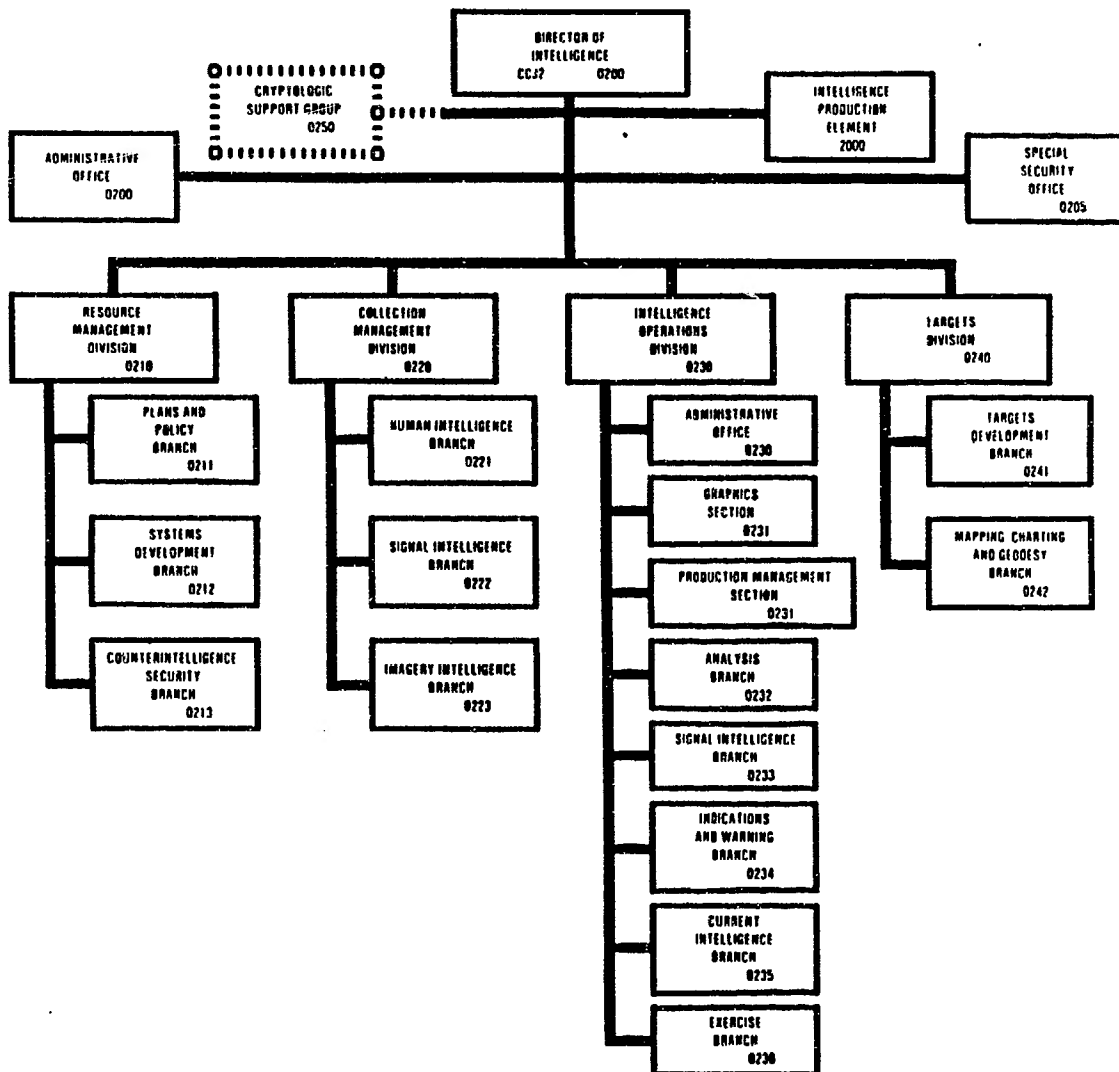 DIRECTOR OF
INTELLIGENCE
CCJ2 0200
CRYPTOLOGIC
SUPPORT GROUP
0250
INTELLIGENCE
PRODUCTION
ELEMENT
2000
ADMINISTRATIVE
OFFICE
0200
SPECIAL
SECURITY
OFFICE
0205
RESOURCE
MANAGEMENT
DIVISION
0210
COLLECTION
MANAGEMENT
DIVISION
0220
INTELLIGENCE
OPERATIONS
DIVISION
0230
TARGETS
DIVISION
0240
PLANS AND
POLICY
BRANCH
0211
SYSTEMS
DEVELOPMENT
BRANCH
0212
COUNTERINTELLIGENCE
SECURITY
BRANCH
0213
HUMAN INTELLIGENCE
BRANCH
0221
SIGNAL INTELLIGENCE
BRANCH
0222
IMAGERY INTELLIGENCE
BRANCH
0223
ADMINISTRATIVE
OFFICE
0230
GRAPHICS
SECTION
0231
PRODUCTION MANAGEMENT
SECTION
0231
ANALYSIS
BRANCH
0232
SIGNAL INTELLIGENCE
BRANCH
0233
INDICATIONS
AND WARNING
BRANCH
0234
CURRENT
INTELLIGENCE
BRANCH
0235
EXERCISE
BRANCH
0236
TARGETS
DEVELOPMENT
BRANCH
0241
MAPPING CHARTING
AND GEODESY
BRANCH
0242